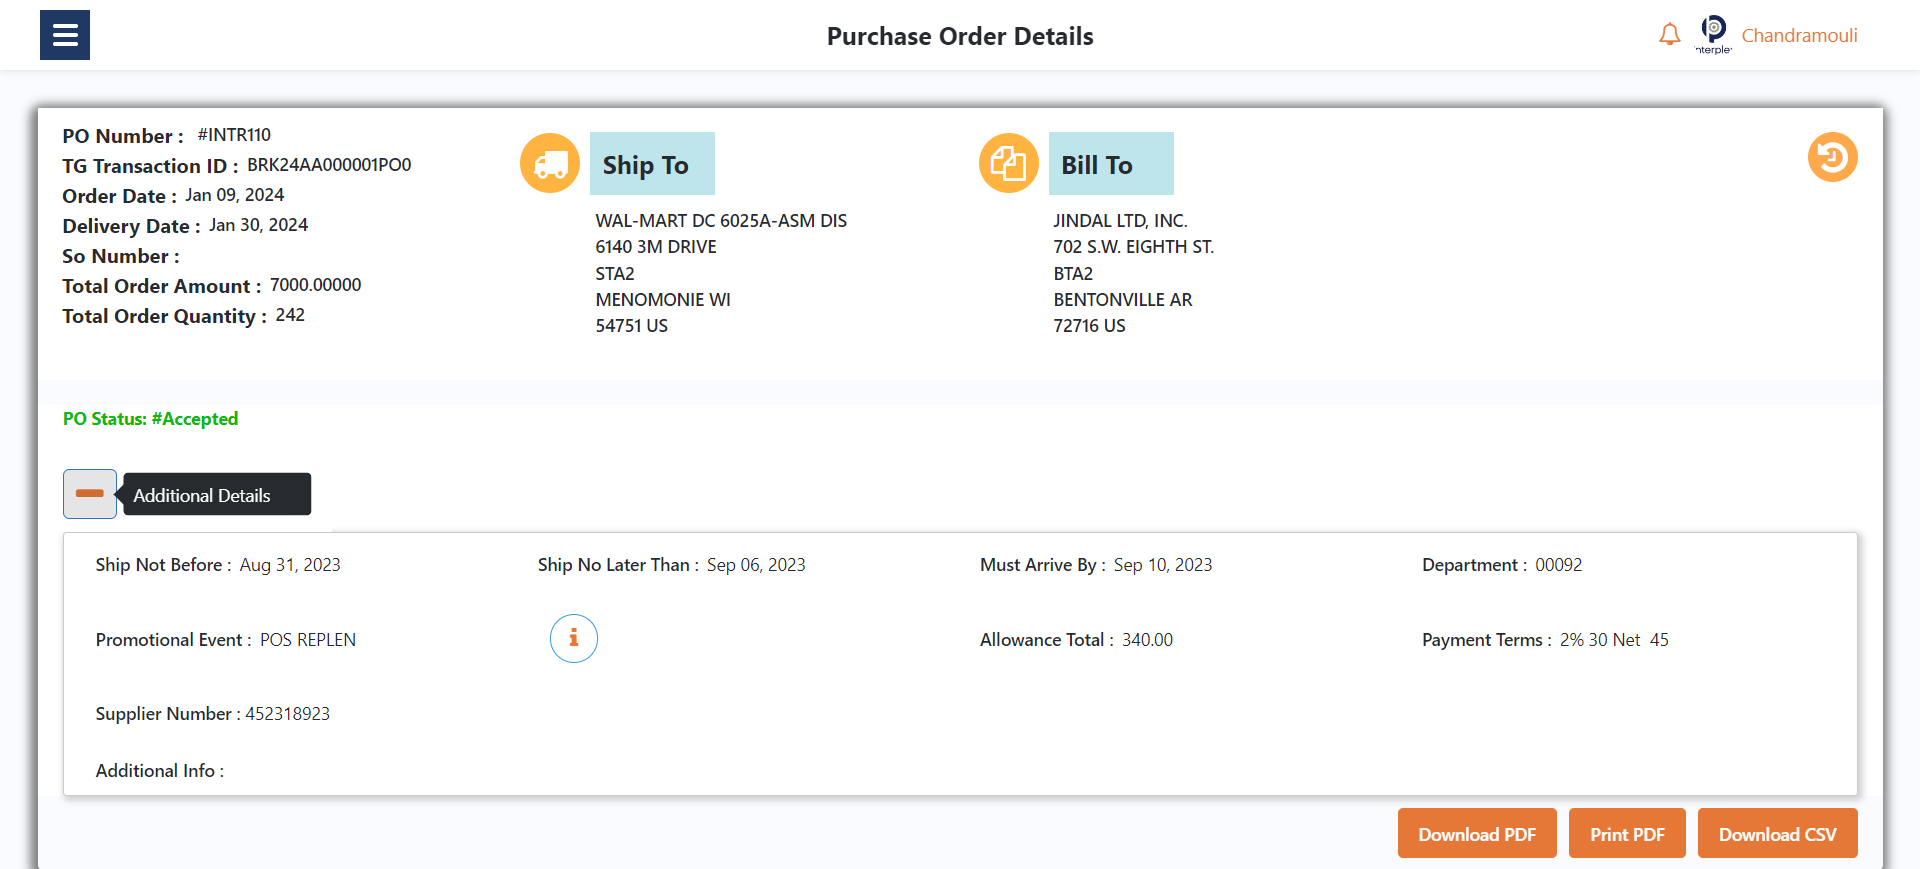 Purchase Order Details
nterple
Chandramouli
PO Number : #INTR110
TG Transaction ID : BRK24AA000001PO0
Order Date : Jan 09, 2024
Delivery Date : Jan 30, 2024
So Number :
Total Order Amount : 7000.00000
Total Order Quantity : 242
Ship To
WAL-MART DC 6025A-ASM DIS
6140 3M DRIVE
STA2
MENOMONIE WI
54751 US
Bill To
JINDAL LTD, INC.
702 S.W. EIGHTH ST.
BTA2
BENTONVILLE AR
72716 US
PO Status: #Accepted
Additional Details
Ship Not Before : Aug 31, 2023
Ship No Later Than : Sep 06, 2023
Must Arrive By : Sep 10, 2023
Department : 00092
Promotional Event : POS REPLEN
Allowance Total : 340.00
Payment Terms : 2% 30 Net 45
Supplier Number : 452318923
Additional Info :
Download PDF
Print PDF
Download CSV